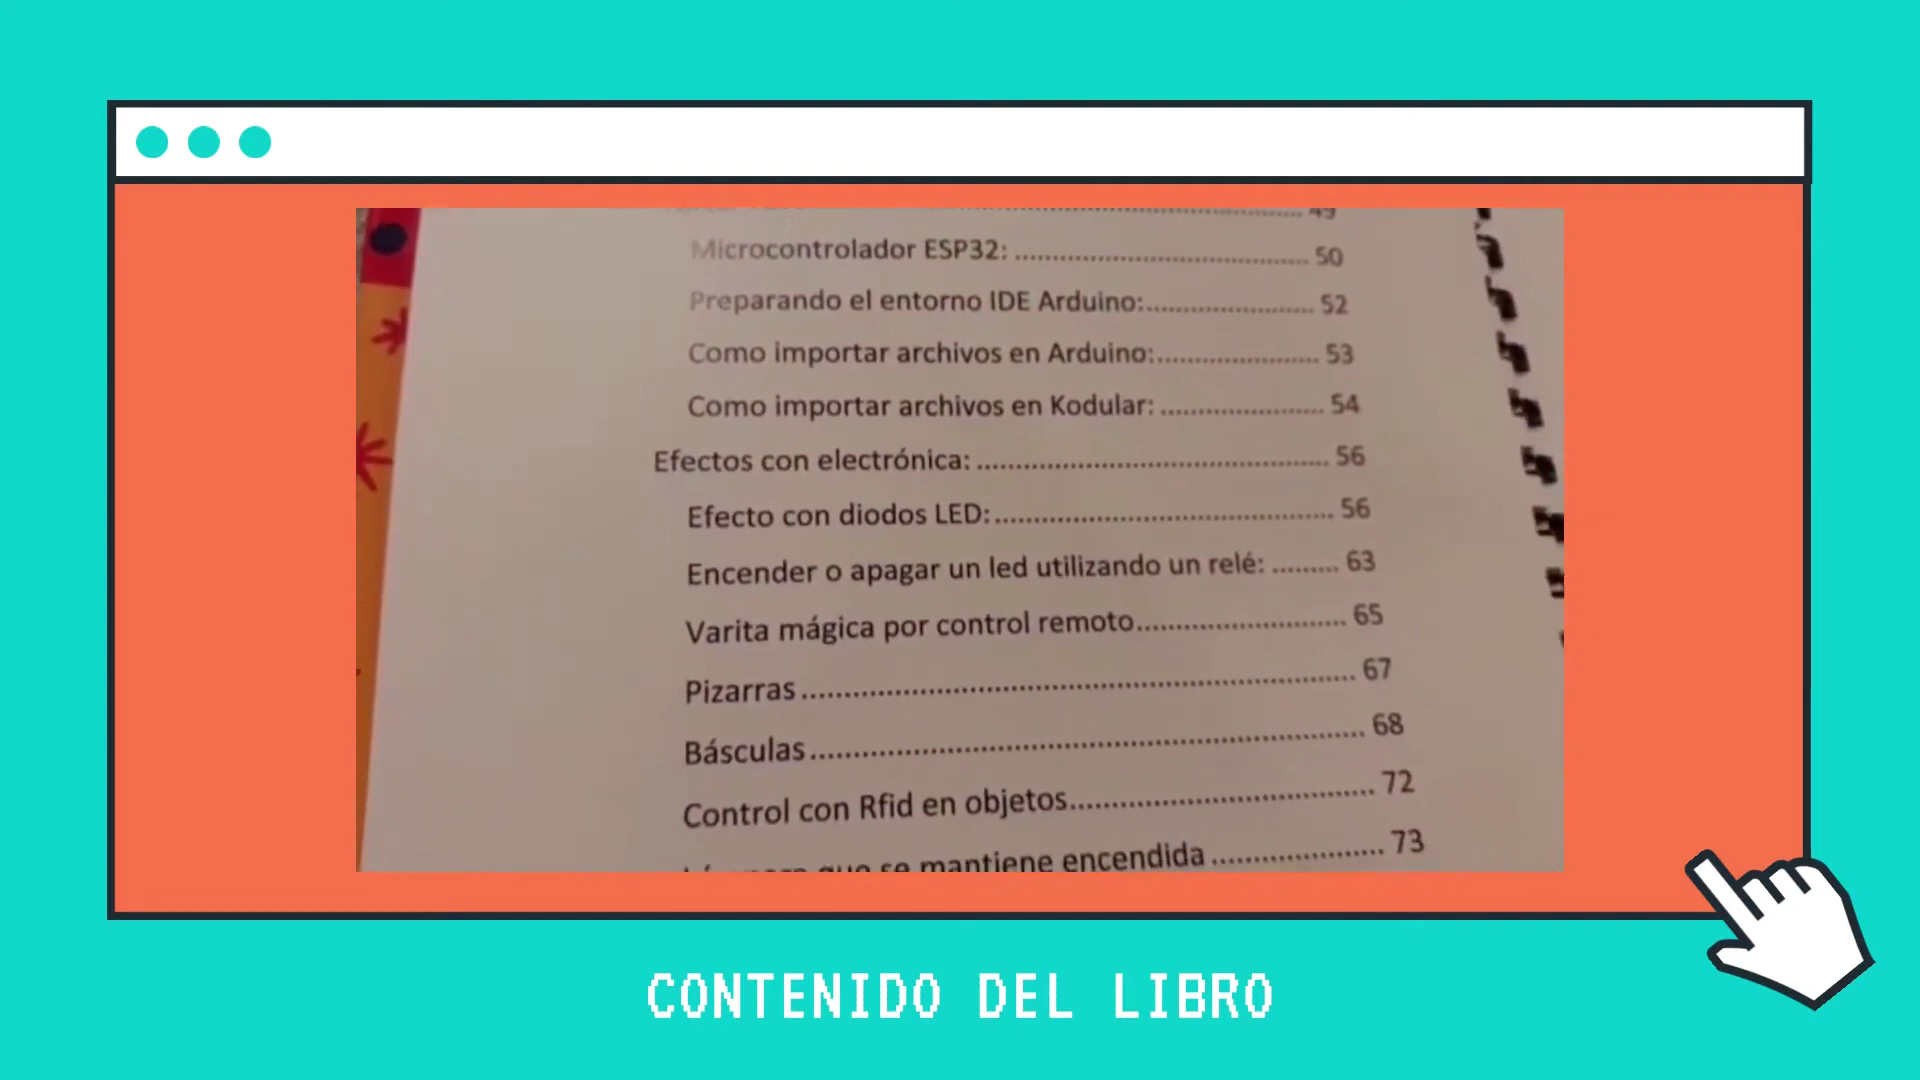 49
Microcontrolador ESP32: 50
Preparando el entorno IDE Arduino: 52
Como importar archivos en Arduino: 53
Como importar archivos en Kodular: 54
Efectos con electrónica: 56
Efecto con diodos LED: 56
Encender o apagar un led utilizando un relé: 63
Varita mágica por control remoto 65
Pizarras 67
Básculas 68
Control con Rfid en objetos 72
que se mantiene encendida 73
CONTENIDO DEL LIBRO